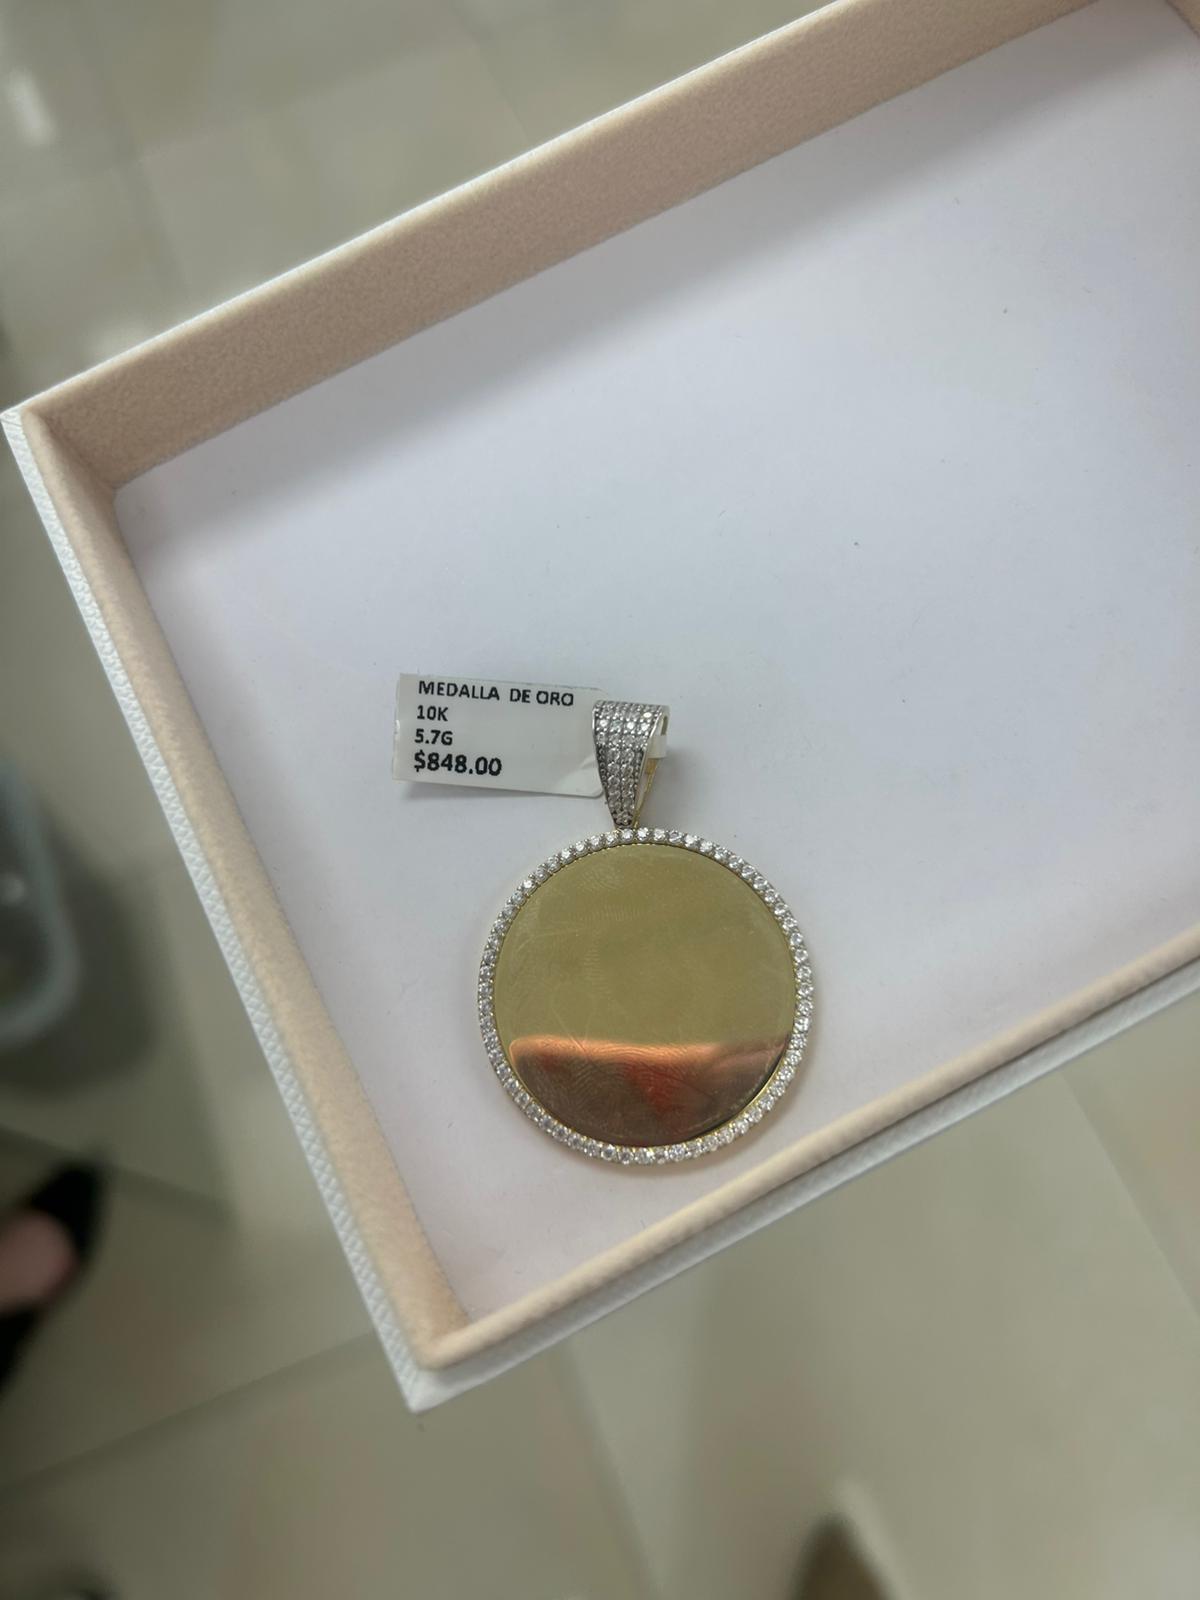 MEDALLA DE ORO
10K
5.7G
$848.00